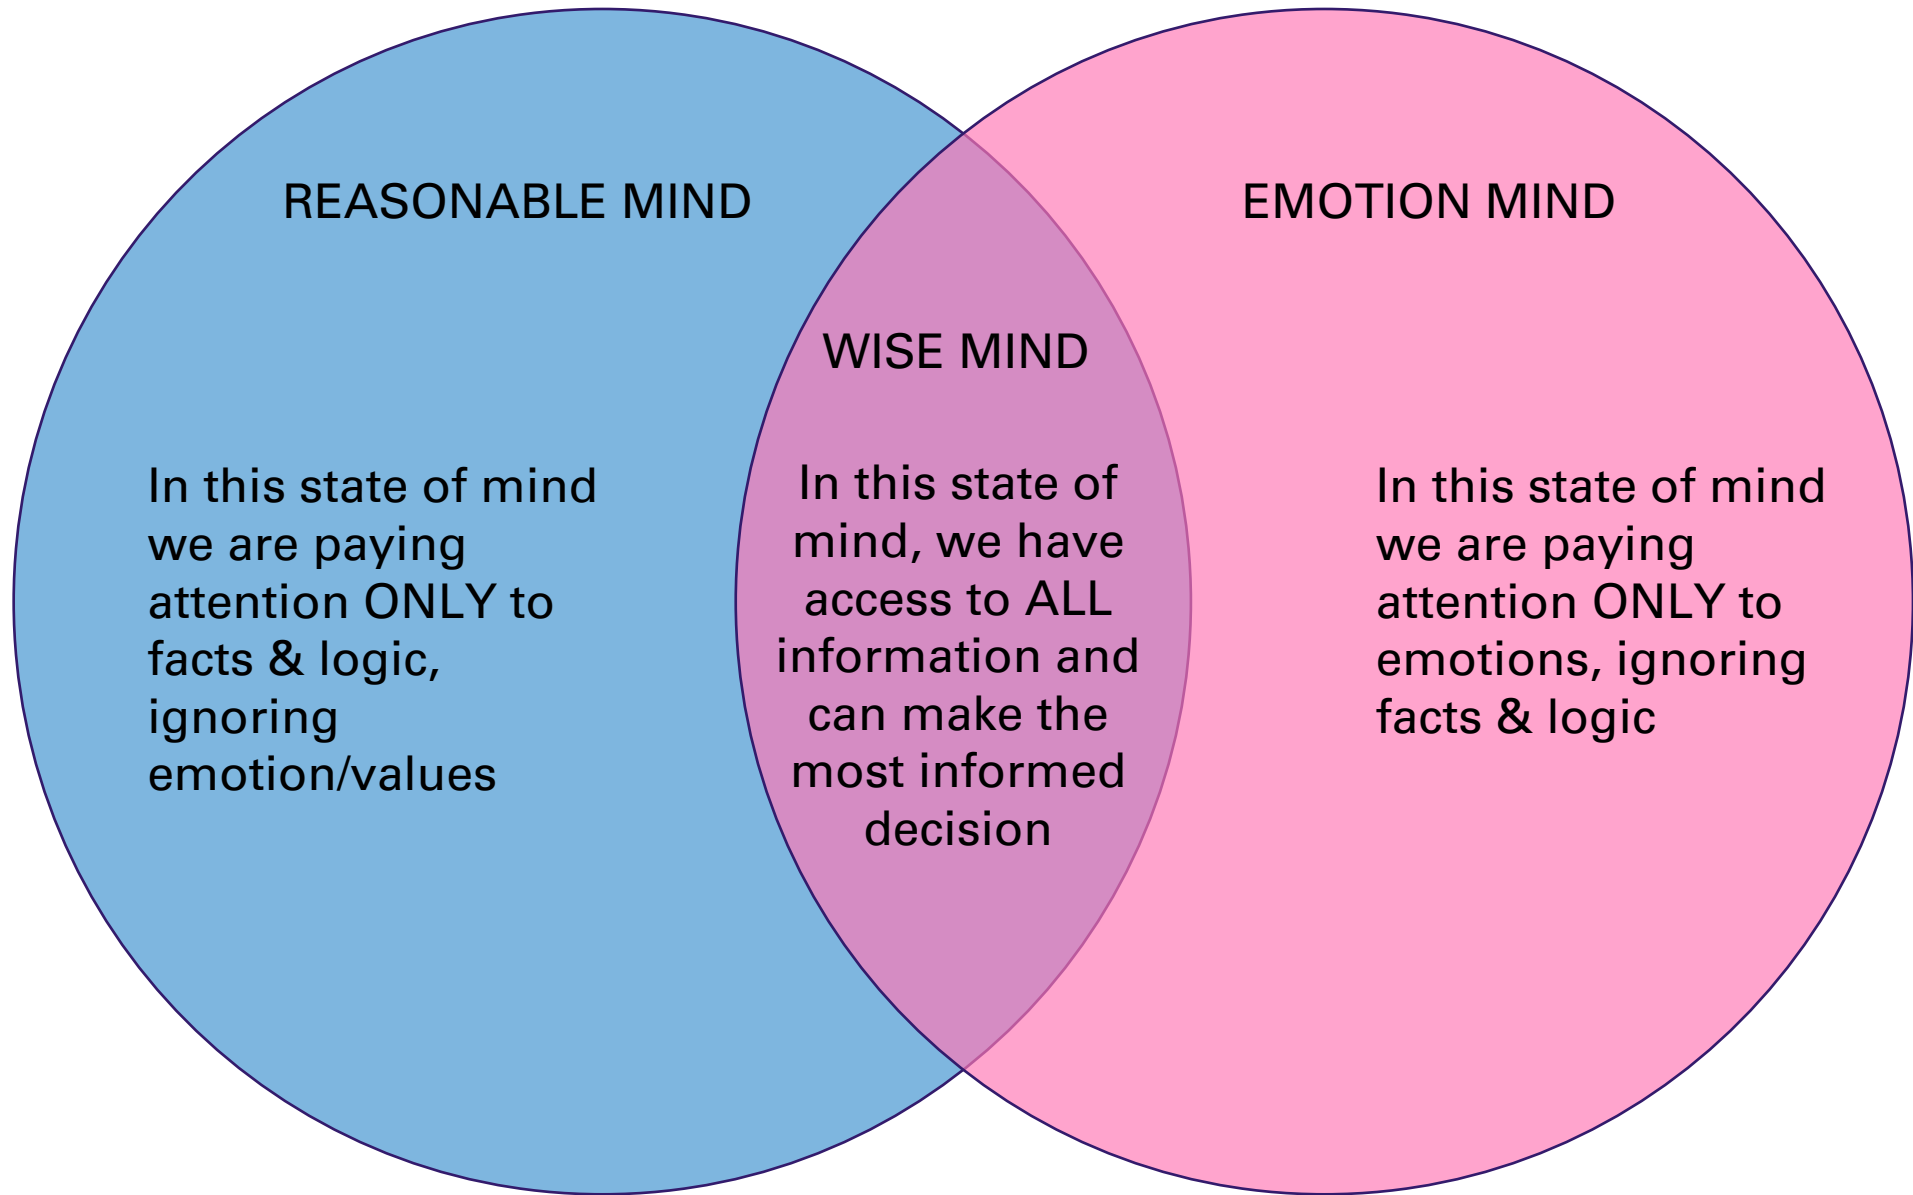 REASONABLE MIND
In this state of mind
we are paying
attention ONLY to
facts & logic,
ignoring
emotion/values
WISE MIND
In this state of
mind, we have
access to ALL
information and
can make the
most informed
decision
EMOTION MIND
In this state of mind
we are paying
attention ONLY to
emotions, ignoring
facts & logic